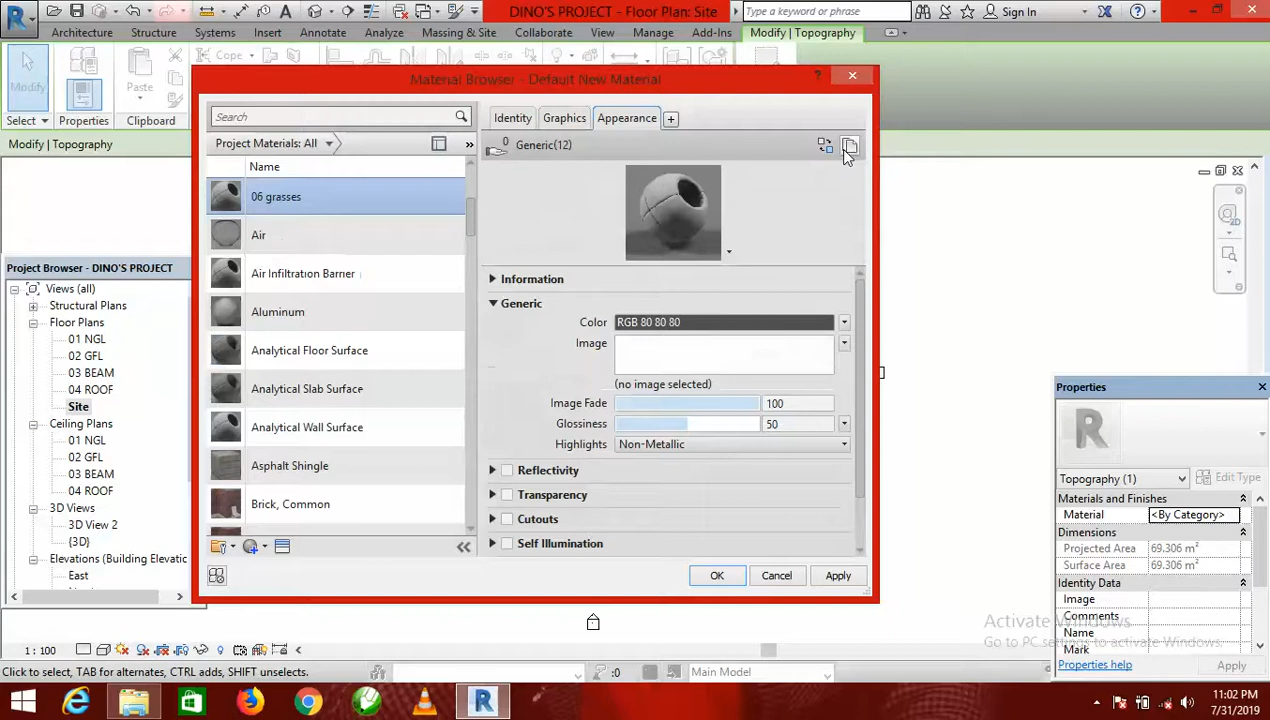 DINO'S PROJECT - Floor Plan: Site
Type a keyword or phrase
Sign In
Architecture Structure Systems Insert Annotate Analyze Massing & Site Collaborate View Manage Add-Ins Modify | Topography
Modify
Select
Properties
Paste
Clipboard
Cope
Modify | Topography
Material Browser - Default New Material
?
Search
Project Materials: All
Name
06 grasses
Air
Air Infiltration Barrier
Aluminum
Analytical Floor Surface
Analytical Slab Surface
Analytical Wall Surface
Asphalt Shingle
Brick, Common
Identity Graphics Appearance +
0
Generic(12)
Information
Generic
Color RGB 80 80 80
Image
(no image selected)
Image Fade 100
Glossiness 50
Highlights Non-Metallic
Reflectivity
Transparency
Cutouts
Self Illumination
OK Cancel Apply
Project Browser - DINO'S PROJECT
Views (all)
Structural Plans
Floor Plans
01 NGL
02 GFL
03 BEAM
04 ROOF
Site
Ceiling Plans
01 NGL
02 GFL
03 BEAM
04 ROOF
3D Views
3D View 2
{3D}
Elevations (Building Elevatic
East
2D
Properties
R
Topography (1) Edit Type
Materials and Finishes
Material <By Category>
Dimensions
Projected Area 69.306 m²
Surface Area 69.306 m²
Identity Data
Image
Comments
Name
Mark
Properties help Apply
Activate Windows
Go to PC settings to activate Windows.
1 : 100
Click to select, TAB for alternates, CTRL adds, SHIFT unselects.
:0
Main Model
11:02 PM
7/31/2019